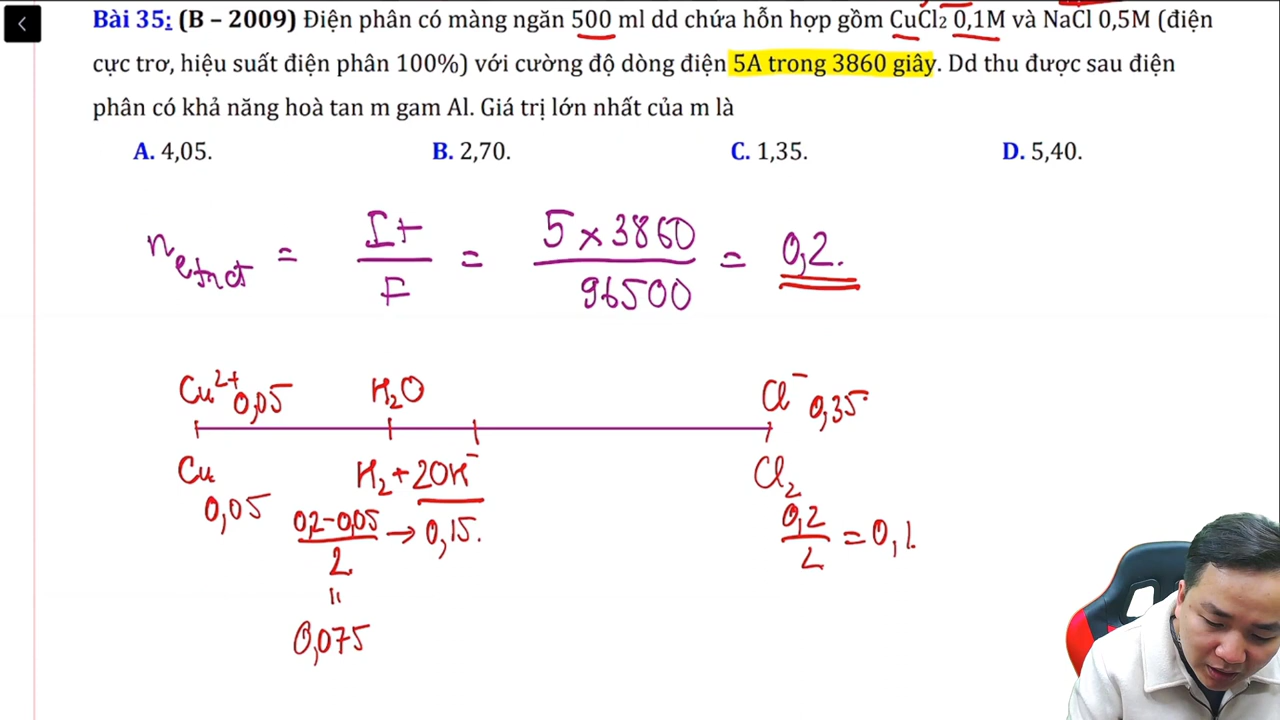 Bài 35: (B – 2009) Điện phân có màng ngăn 500 ml dd chứa hỗn hợp gồm CuCl₂ 0,1M và NaCl 0,5M (điện
cực trơ, hiệu suất điện phân 100%) với cường độ dòng điện 5A trong 3860 giây. Dd thu được sau điện
phân có khả năng hoà tan m gam Al. Giá trị lớn nhất của m là
A. 4,05. B. 2,70. C. 1,35. D. 5,40.
n e trđt = It / F = 5 × 3860 / 96500 = 0,2.
Cu²⁺ 0,05 H₂O Cl⁻ 0,35
Cu H₂ + 2OH⁻ Cl₂
0,05 0,2-0,05 / 2 → 0,15. 0,2 / 2 = 0,1
=
0,075